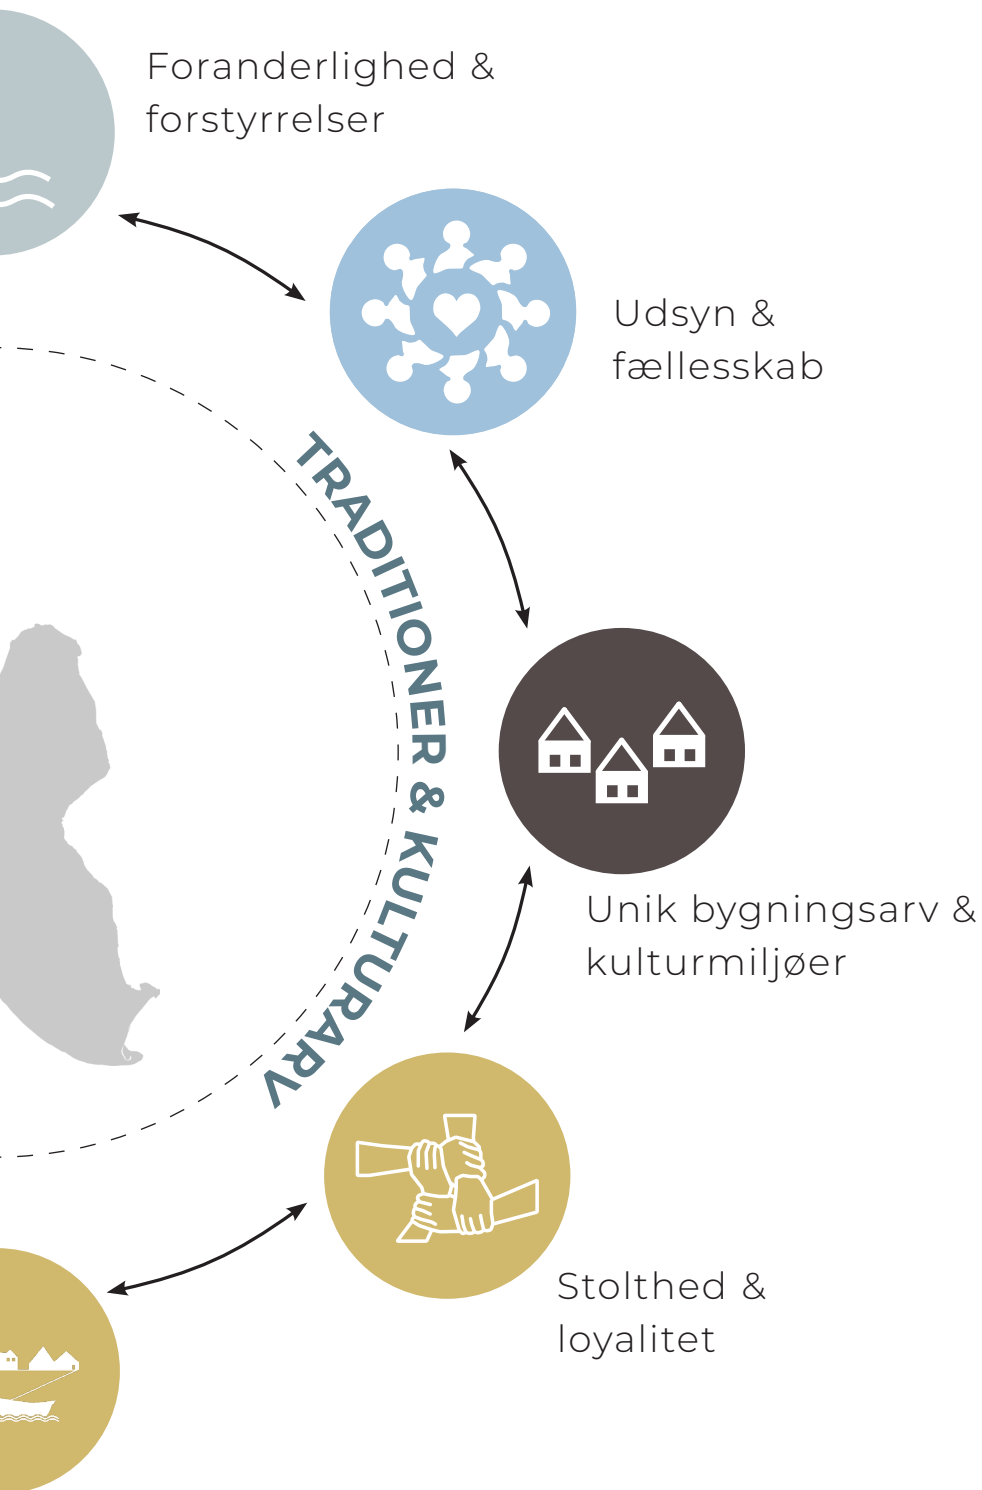 Foranderlighed &
forstyrrelser
Udsyn &
fællesskab
TRADITIONER & KULTURARV
Unik bygningsarv &
kulturmiljøer
Stolthed &
loyalitet